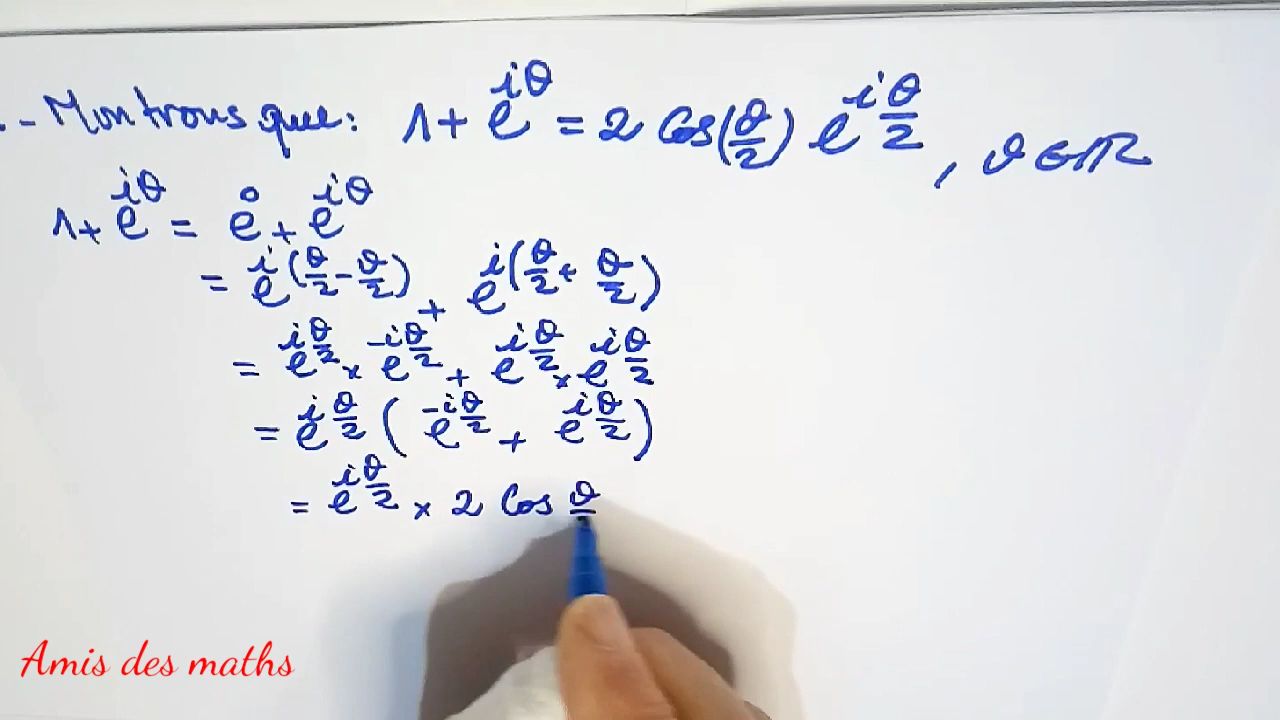 .- Montrons que: 1 + e^{iθ} = 2 cos(θ/2) e^{iθ/2}, θ ∈ ℝ
1 + e^{iθ} = e^0 + e^{iθ}
= e^{i(θ/2 - θ/2)} + e^{i(θ/2 + θ/2)}
= e^{iθ/2} × e^{-iθ/2} + e^{iθ/2} × e^{iθ/2}
= e^{iθ/2} ( e^{-iθ/2} + e^{iθ/2} )
= e^{iθ/2} × 2 cos θ/
Amis des maths